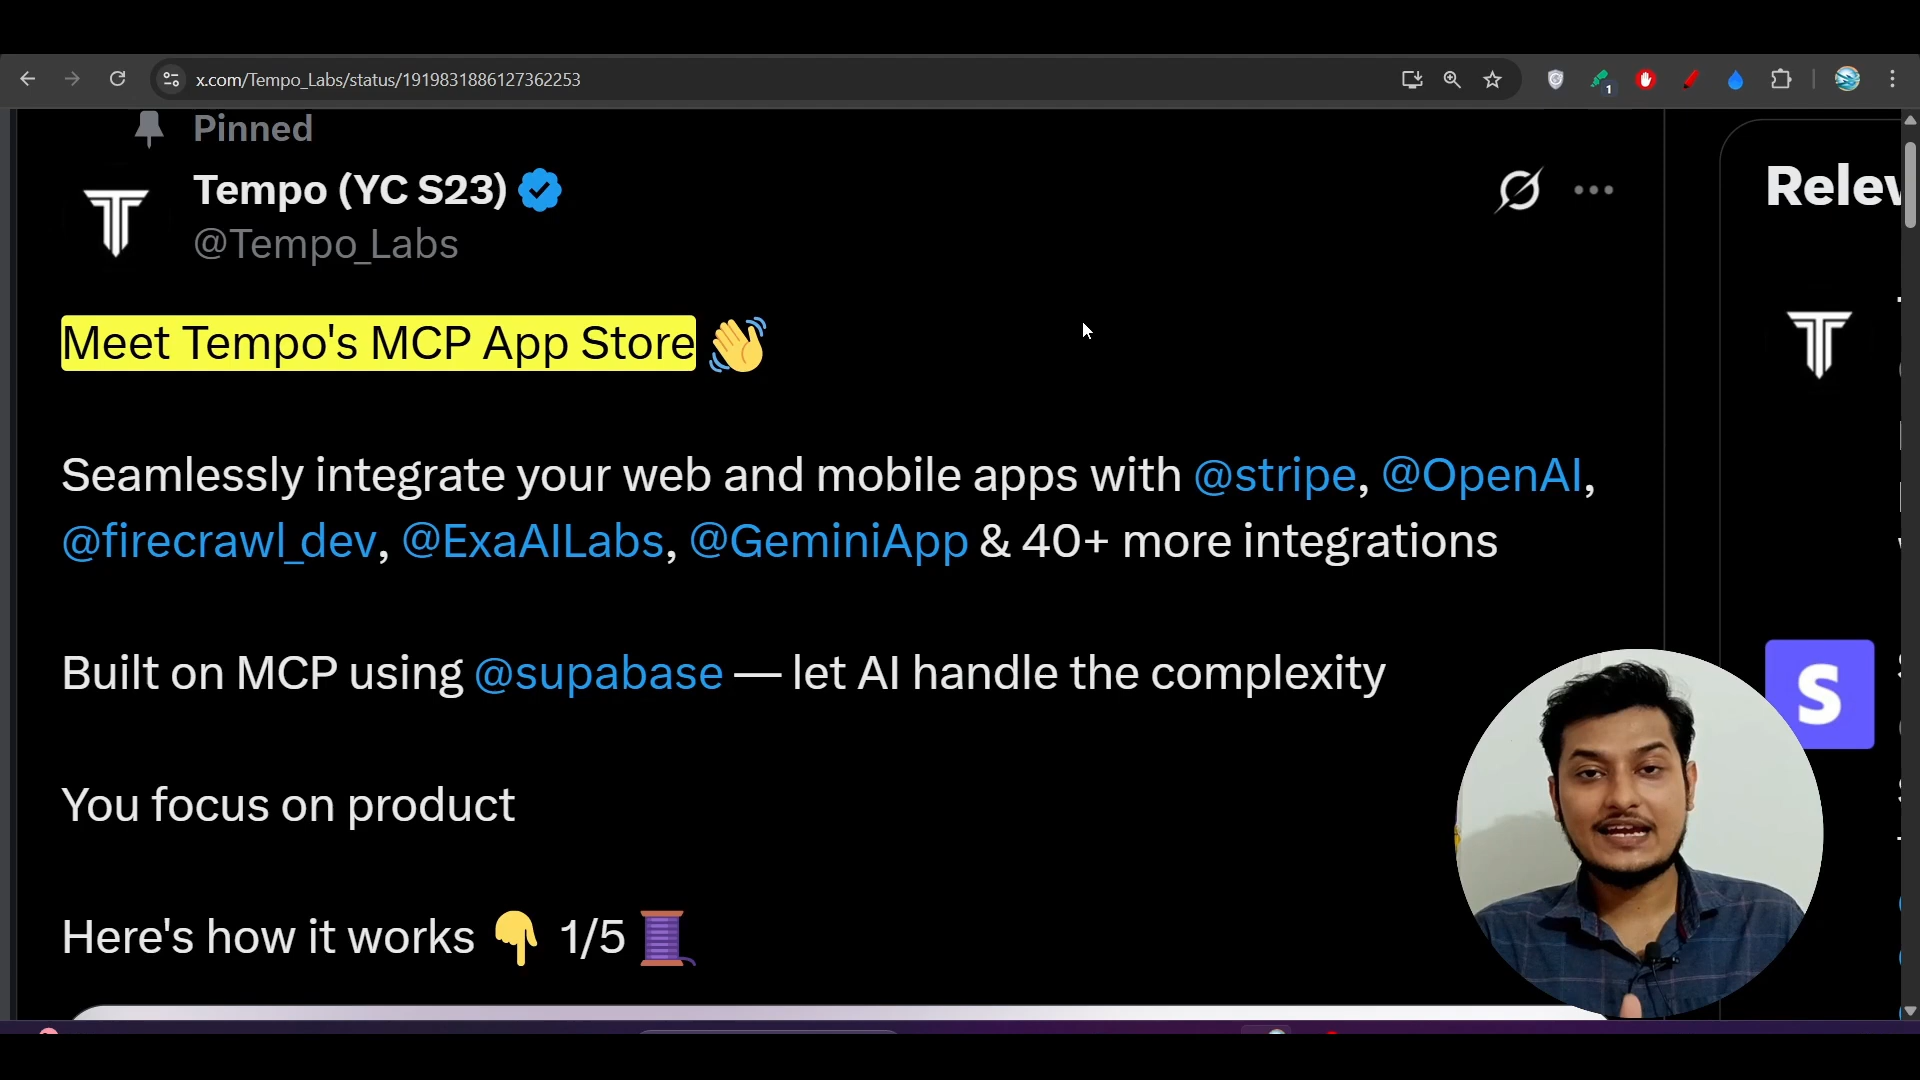 x.com/Tempo_Labs/status/1919831886127362253
1
Pinned
Tempo (YC S23)
@Tempo_Labs
Meet Tempo's MCP App Store 👋
Seamlessly integrate your web and mobile apps with @stripe, @OpenAI,
@firecrawl_dev, @ExaAILabs, @GeminiApp & 40+ more integrations
Built on MCP using @supabase — let AI handle the complexity
You focus on product
Here's how it works 👇 1/5 🧵
Relev
S